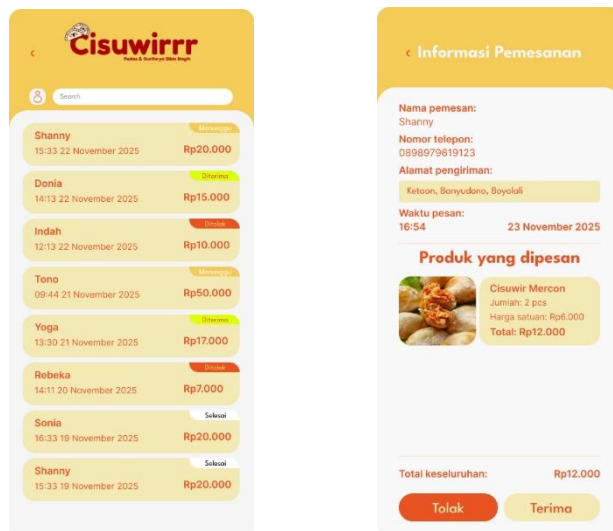 Cisuwirrr
Pedas & Gurihnya Bikin Nagih
Search
Menunggu
Shanny
15:33 22 November 2025
Rp20.000
Diterima
Donia
14:13 22 November 2025
Rp15.000
Ditolak
Indah
12:13 22 November 2025
Rp10.000
Menunggu
Tono
09:44 21 November 2025
Rp50.000
Diterima
Yoga
13:30 21 November 2025
Rp17.000
Ditolak
Rebeka
14:11 20 November 2025
Rp7.000
Selesai
Sonia
16:33 19 November 2025
Rp20.000
Selesai
Shanny
15:33 19 November 2025
Rp20.000
Informasi Pemesanan
Nama pemesan:
Shanny
Nomor telepon:
0898979619123
Alamat pengiriman:
Ketaon, Banyudono, Boyolali
Waktu pesan:
16:54 23 November 2025
Produk yang dipesan
Cisuwir Mercon
Jumlah: 2 pcs
Harga satuan: Rp6.000
Total: Rp12.000
Total keseluruhan: Rp12.000
Tolak
Terima